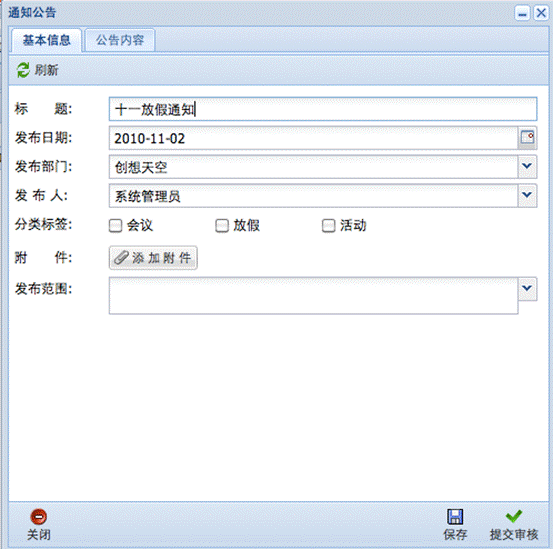 通知公告
基本信息 公告内容
刷新
标 题: 十一放假通知
发布日期: 2010-11-02
发布部门: 创想天空
发 布 人: 系统管理员
分类标签: 会议 放假 活动
附 件: 添加附件
发布范围:
关闭 保存 提交审核